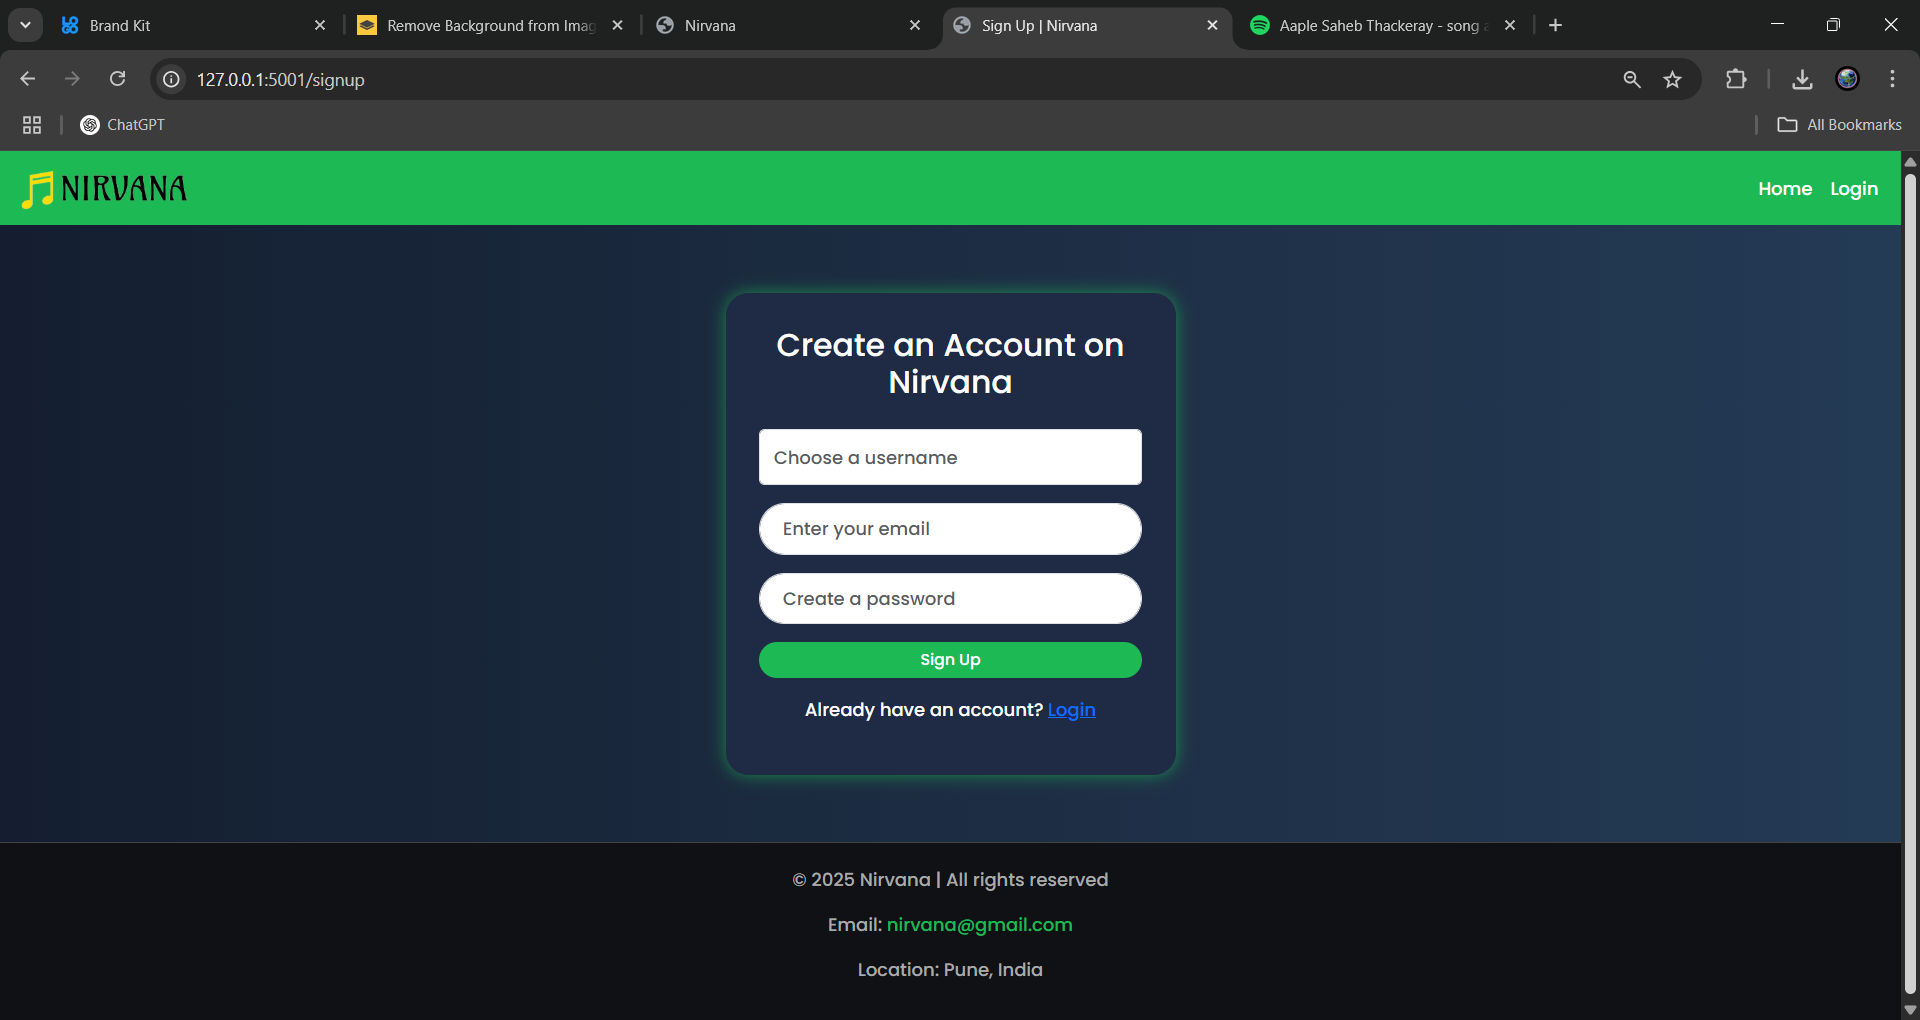 Brand Kit
Remove Background from Imag
Nirvana
Sign Up | Nirvana
Aaple Saheb Thackeray - song a
127.0.0.1:5001/signup
ChatGPT
All Bookmarks
NIRVANA
Home
Login
Create an Account on
Nirvana
Choose a username
Enter your email
Create a password
Sign Up
Already have an account? Login
© 2025 Nirvana | All rights reserved
Email: nirvana@gmail.com
Location: Pune, India